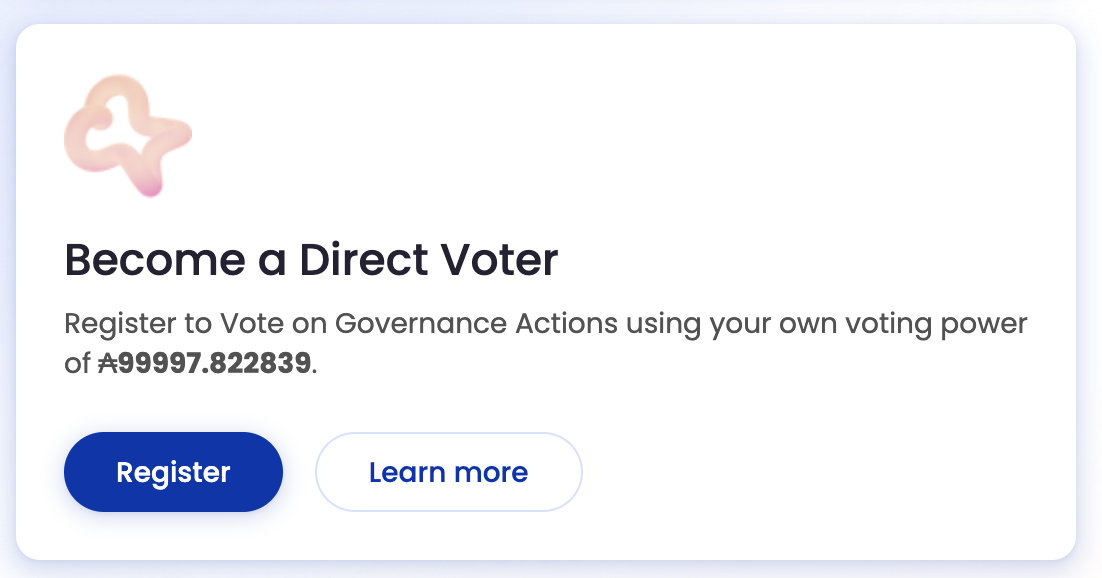 Become a Direct Voter
Register to Vote on Governance Actions using your own voting power
of ₳99997.822839.
Register
Learn more